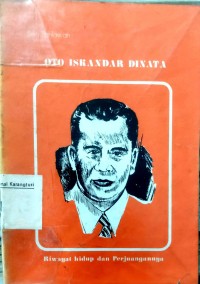 OTO ISKANDAR DINATA
Riwayat hidup dan Perjuangannya